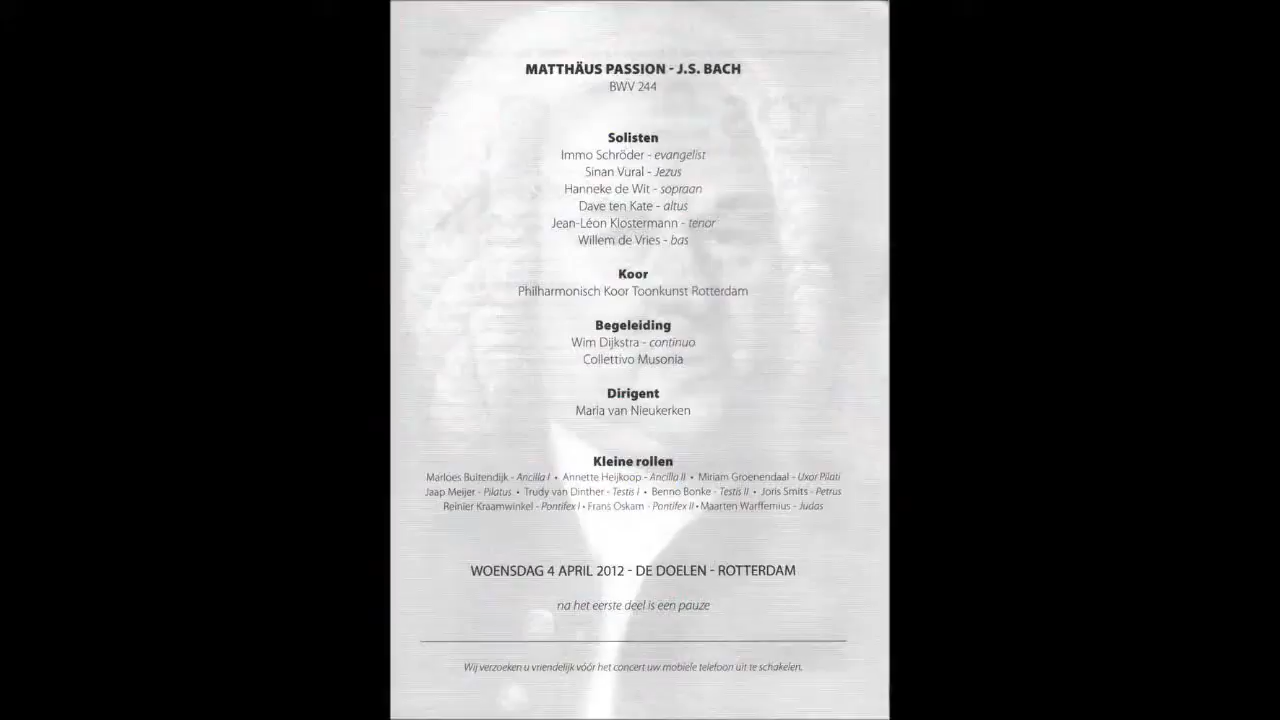 MATTHÄUS PASSION - J.S. BACH
BWV 244
Solisten
Immo Schröder - evangelist
Sinan Vural - Jezus
Hanneke de Wit - sopraan
Dave ten Kate - altus
Jean-Léon Klostermann - tenor
Willem de Vries - bas
Koor
Philharmonisch Koor Toonkunst Rotterdam
Begeleiding
Wim Dijkstra - continuo
Collettivo Musonia
Dirigent
Maria van Nieukerken
Kleine rollen
Marloes Buitendijk - Ancilla I • Annette Heijkoop - Ancilla II • Miriam Groenendaal - Uxor Pilati
Jaap Meijer - Pilatus • Trudy van Dinther - Testis I • Benno Bonke - Testis II • Joris Smits - Petrus
Reinier Kraamwinkel - Pontifex I • Frans Oskam - Pontifex II • Maarten Warffemius - Judas
WOENSDAG 4 APRIL 2012 - DE DOELEN - ROTTERDAM
na het eerste deel is een pauze
Wij verzoeken u vriendelijk vóór het concert uw mobiele telefoon uit te schakelen.